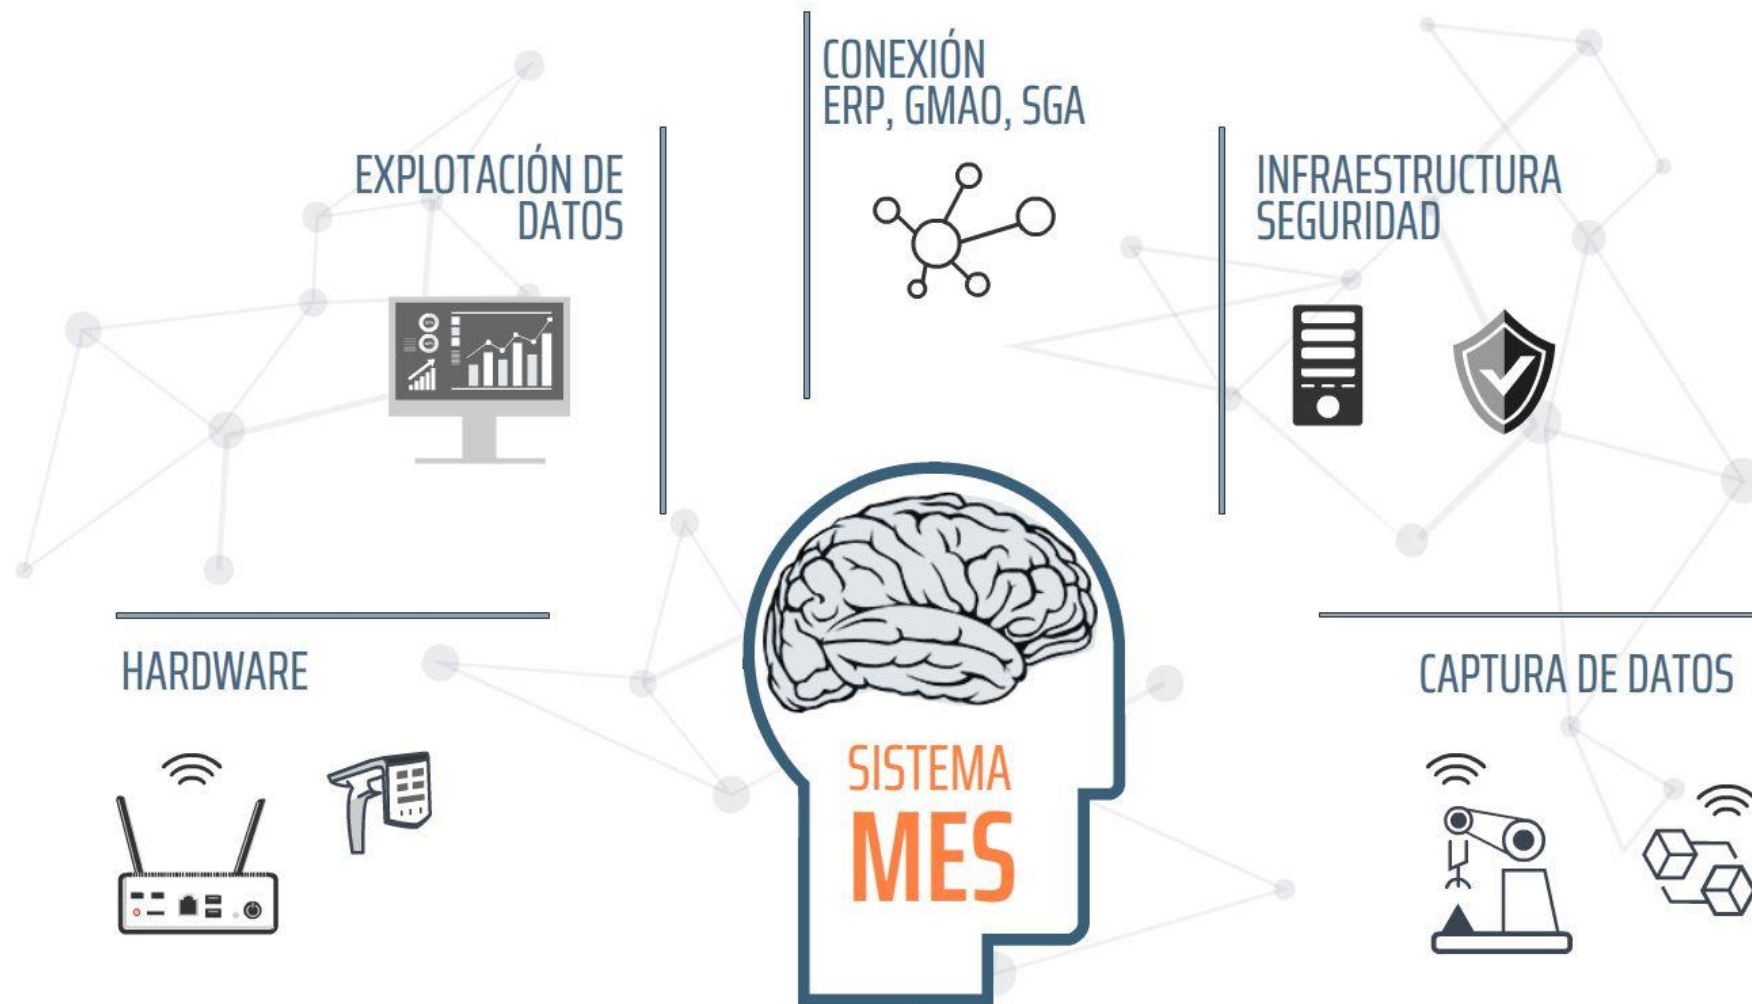 CONEXIÓN
ERP, GMAO, SGA
EXPLOTACIÓN DE
DATOS
INFRAESTRUCTURA
SEGURIDAD
HARDWARE
CAPTURA DE DATOS
SISTEMA
MES